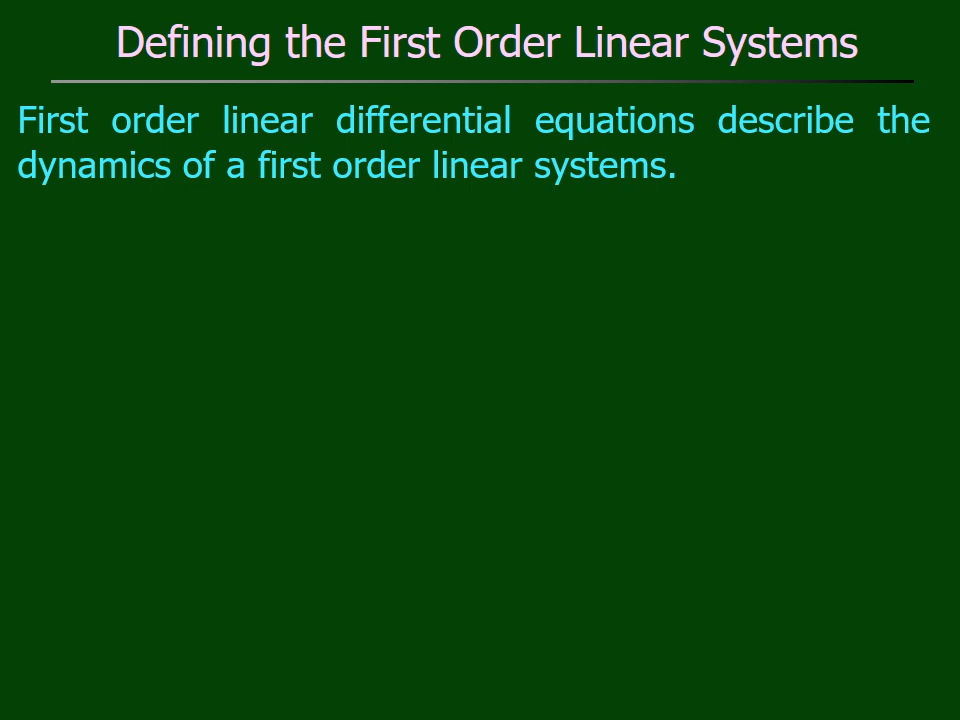 Defining the First Order Linear Systems
First order linear differential equations describe the
dynamics of a first order linear systems.